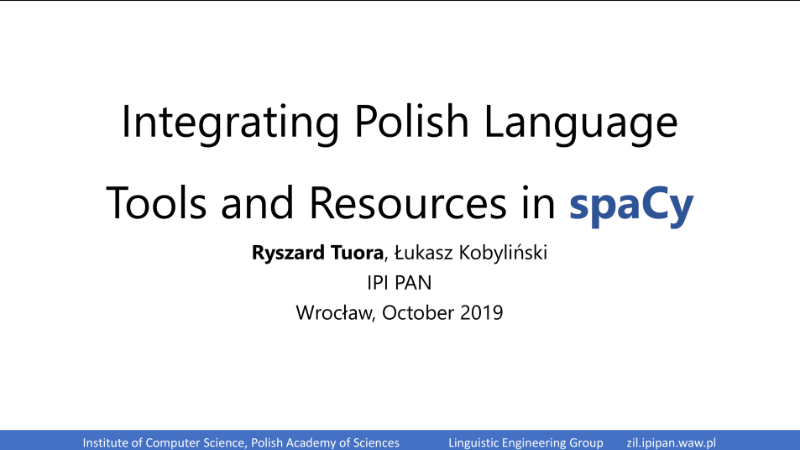 Integrating Polish Language
Tools and Resources in spaCy
Ryszard Tuora, Łukasz Kobyliński
IPI PAN
Wrocław, October 2019
Institute of Computer Science, Polish Academy of Sciences Linguistic Engineering Group zil.ipipan.waw.pl